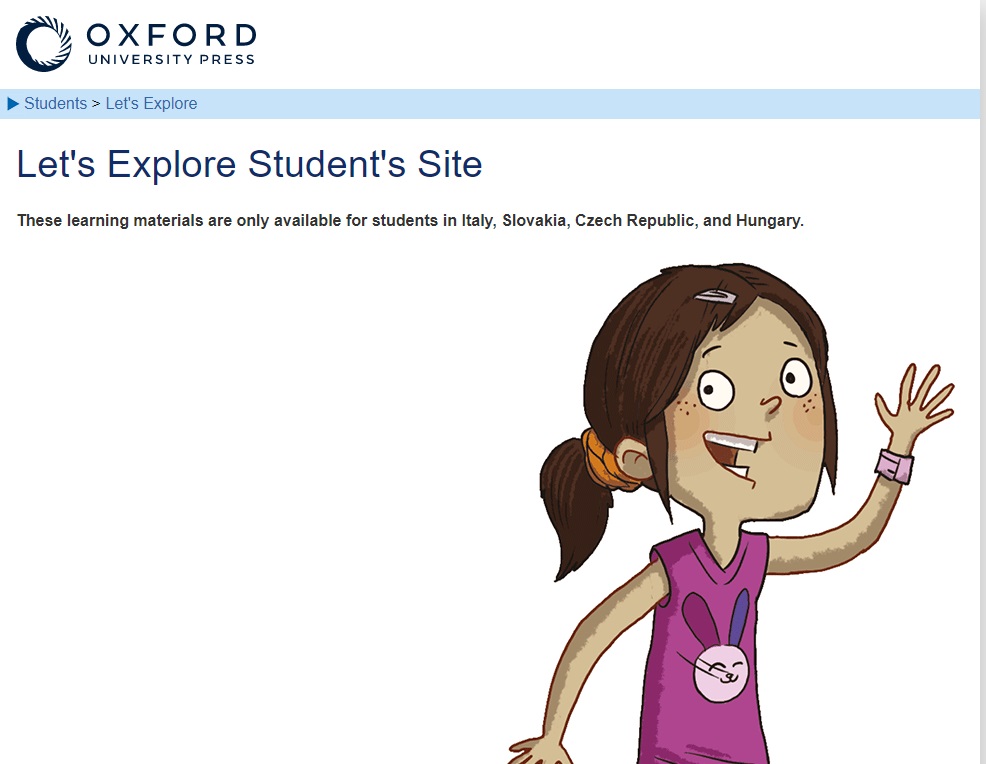 OXFORD
UNIVERSITY PRESS
Students > Let's Explore
Let's Explore Student's Site
These learning materials are only available for students in Italy, Slovakia, Czech Republic, and Hungary.